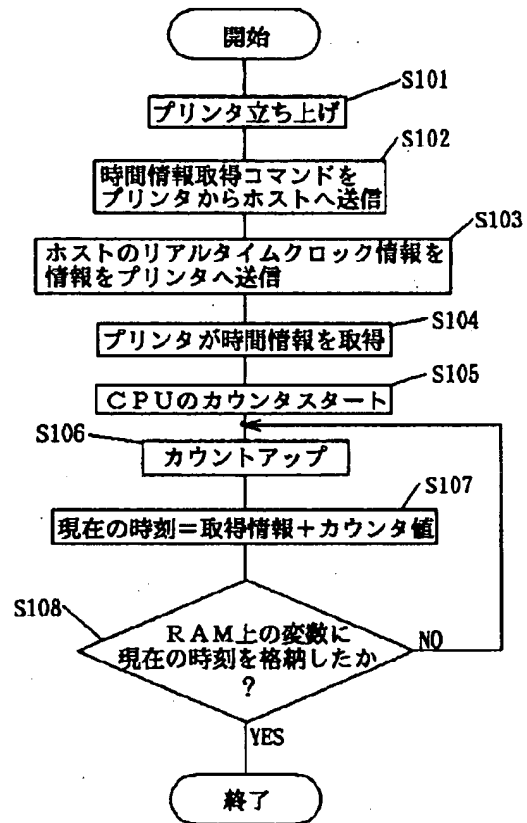 開始
S101
プリンタ立ち上げ
S102
時間情報取得コマンドを
プリンタからホストへ送信
S103
ホストのリアルタイムクロック情報を
情報をプリンタへ送信
S104
プリンタが時間情報を取得
S105
CPUのカウンタスタート
S106
カウントアップ
S107
現在の時刻=取得情報+カウンタ値
S108
RAM上の変数に
現在の時刻を格納したか
?
NO
YES
終了